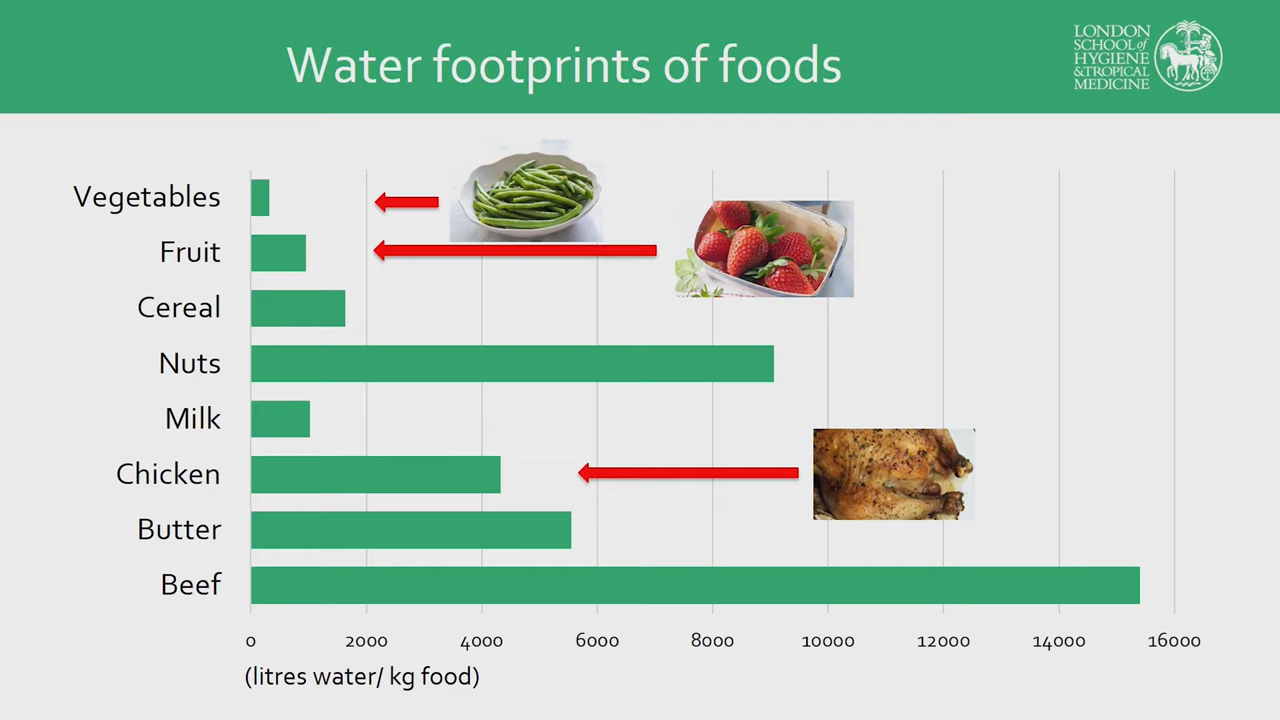 Water footprints of foods
LONDON
SCHOOL of
HYGIENE
& TROPICAL
MEDICINE
Vegetables
Fruit
Cereal
Nuts
Milk
Chicken
Butter
Beef
0 2000 4000 6000 8000 10000 12000 14000 16000
(litres water/ kg food)